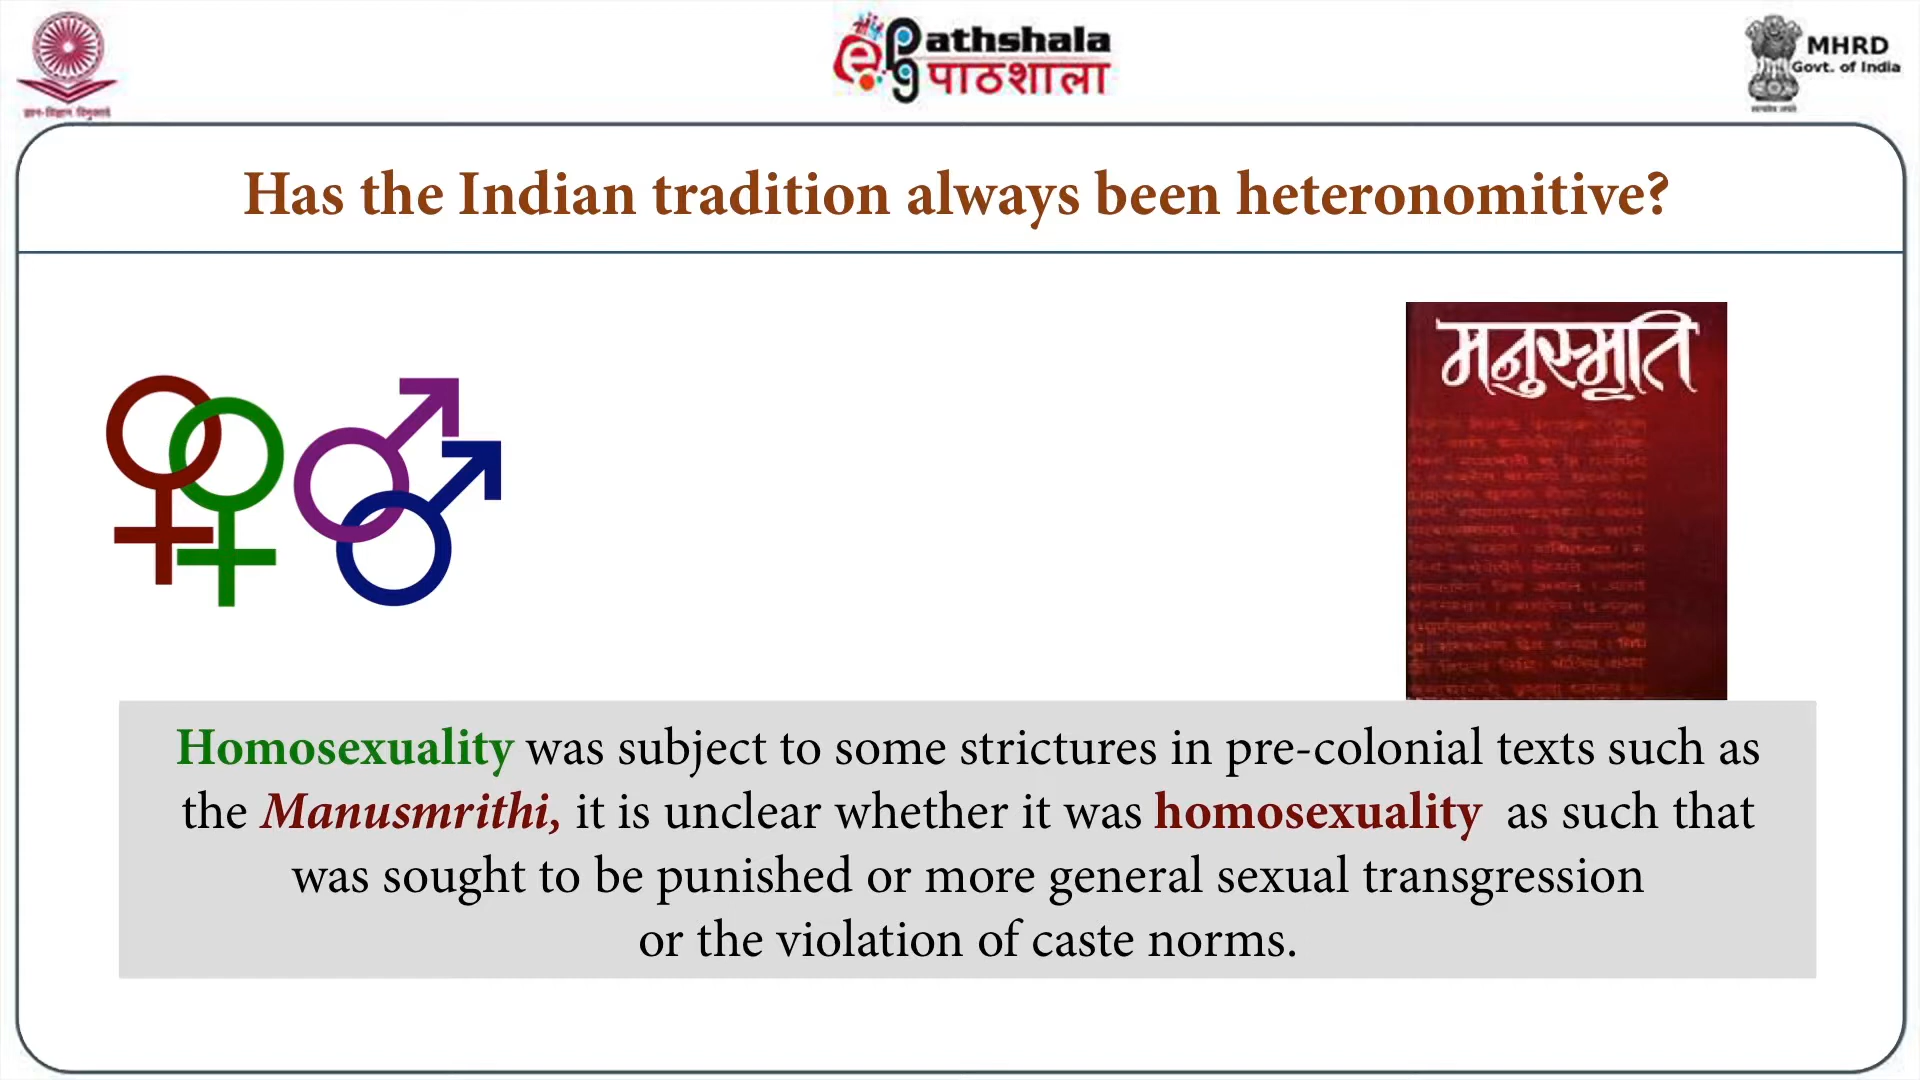 ज्ञान-विज्ञान विमुक्तये
Pathshala
पाठशाला
MHRD
Govt. of India
Has the Indian tradition always been heteronomitive?
मनुस्मृति
Homosexuality was subject to some strictures in pre-colonial texts such as
the Manusmrithi, it is unclear whether it was homosexuality as such that
was sought to be punished or more general sexual transgression
or the violation of caste norms.